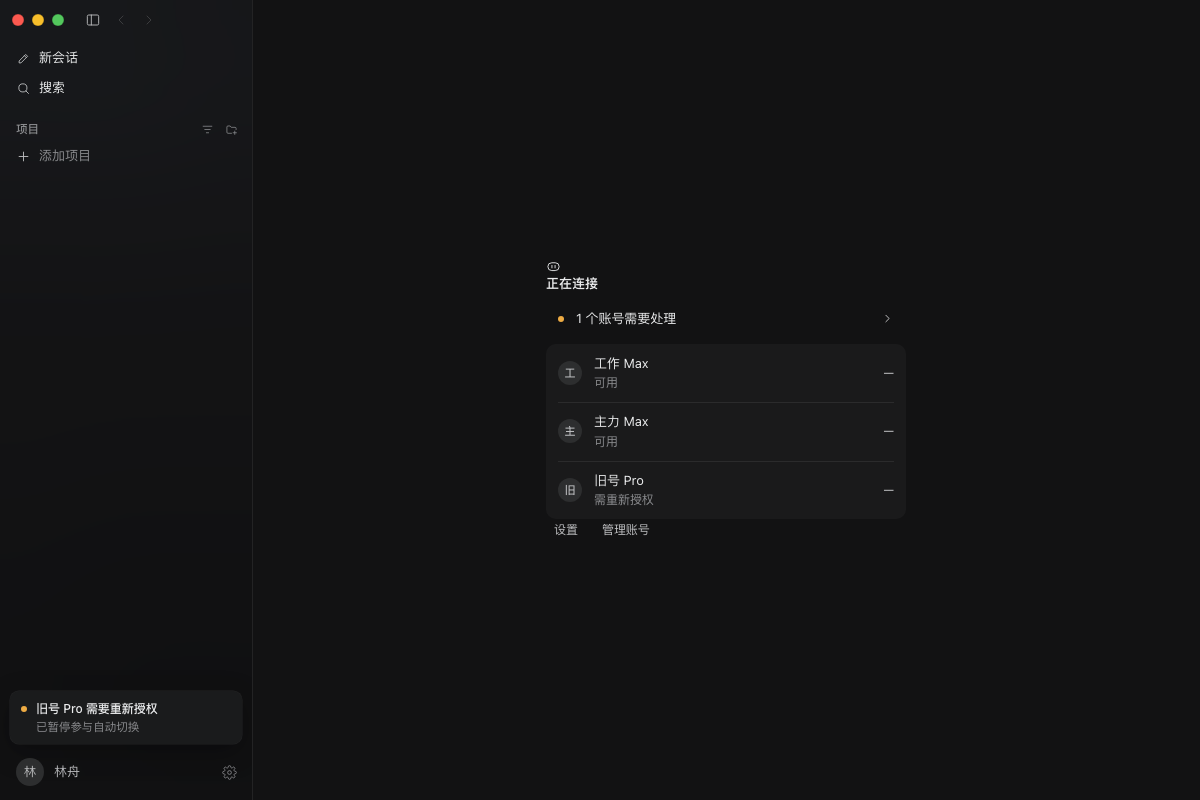 新会话
搜索
项目
添加项目
正在连接
1 个账号需要处理
工 工作 Max
可用
主 主力 Max
可用
旧 旧号 Pro
需重新授权
设置 管理账号
旧号 Pro 需要重新授权
已暂停参与自动切换
林 林舟